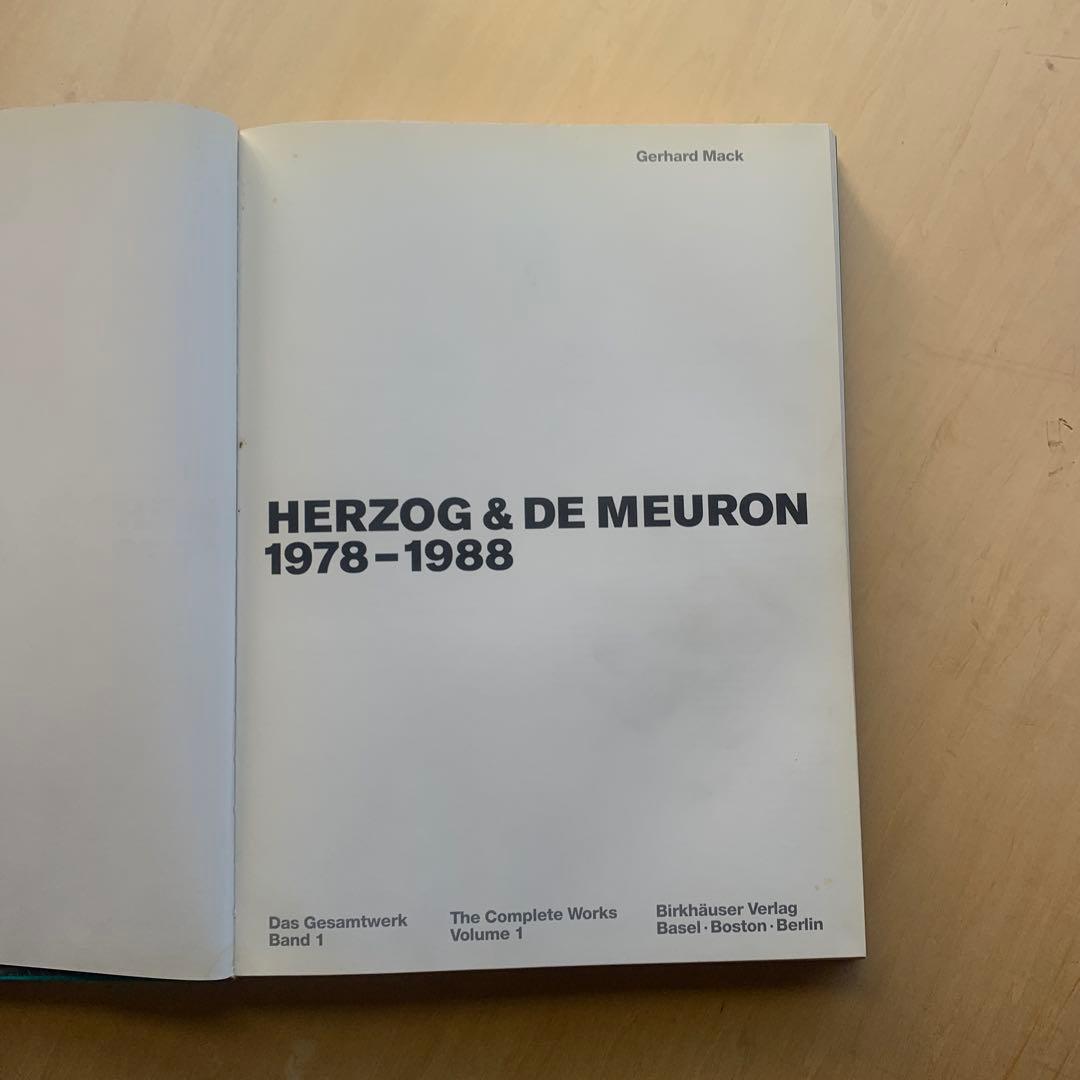 Gerhard Mack
HERZOG & DE MEURON
1978–1988
Das Gesamtwerk
Band 1
The Complete Works
Volume 1
Birkhäuser Verlag
Basel · Boston · Berlin